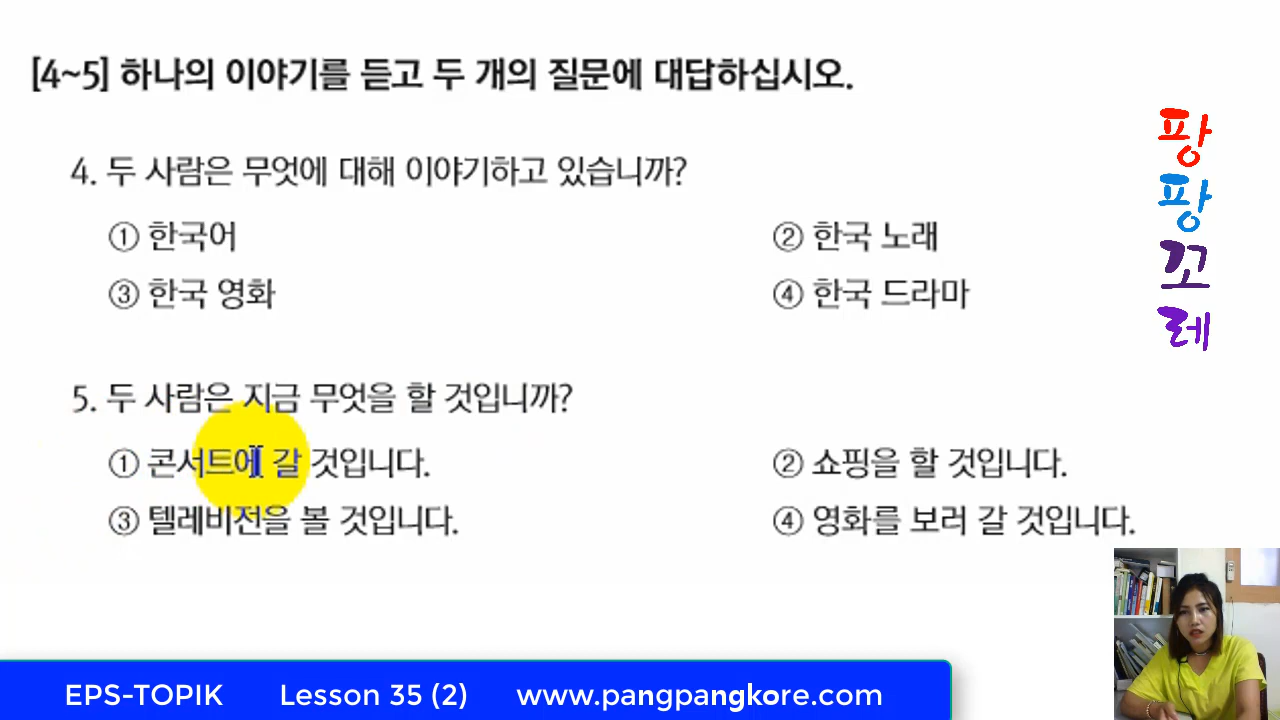 [4~5] 하나의 이야기를 듣고 두 개의 질문에 대답하십시오.
4. 두 사람은 무엇에 대해 이야기하고 있습니까?
① 한국어 ② 한국 노래
③ 한국 영화 ④ 한국 드라마
5. 두 사람은 지금 무엇을 할 것입니까?
① 콘서트에 갈 것입니다. ② 쇼핑을 할 것입니다.
③ 텔레비전을 볼 것입니다. ④ 영화를 보러 갈 것입니다.
팡
팡
꼬
레
EPS-TOPIK Lesson 35 (2) www.pangpangkore.com